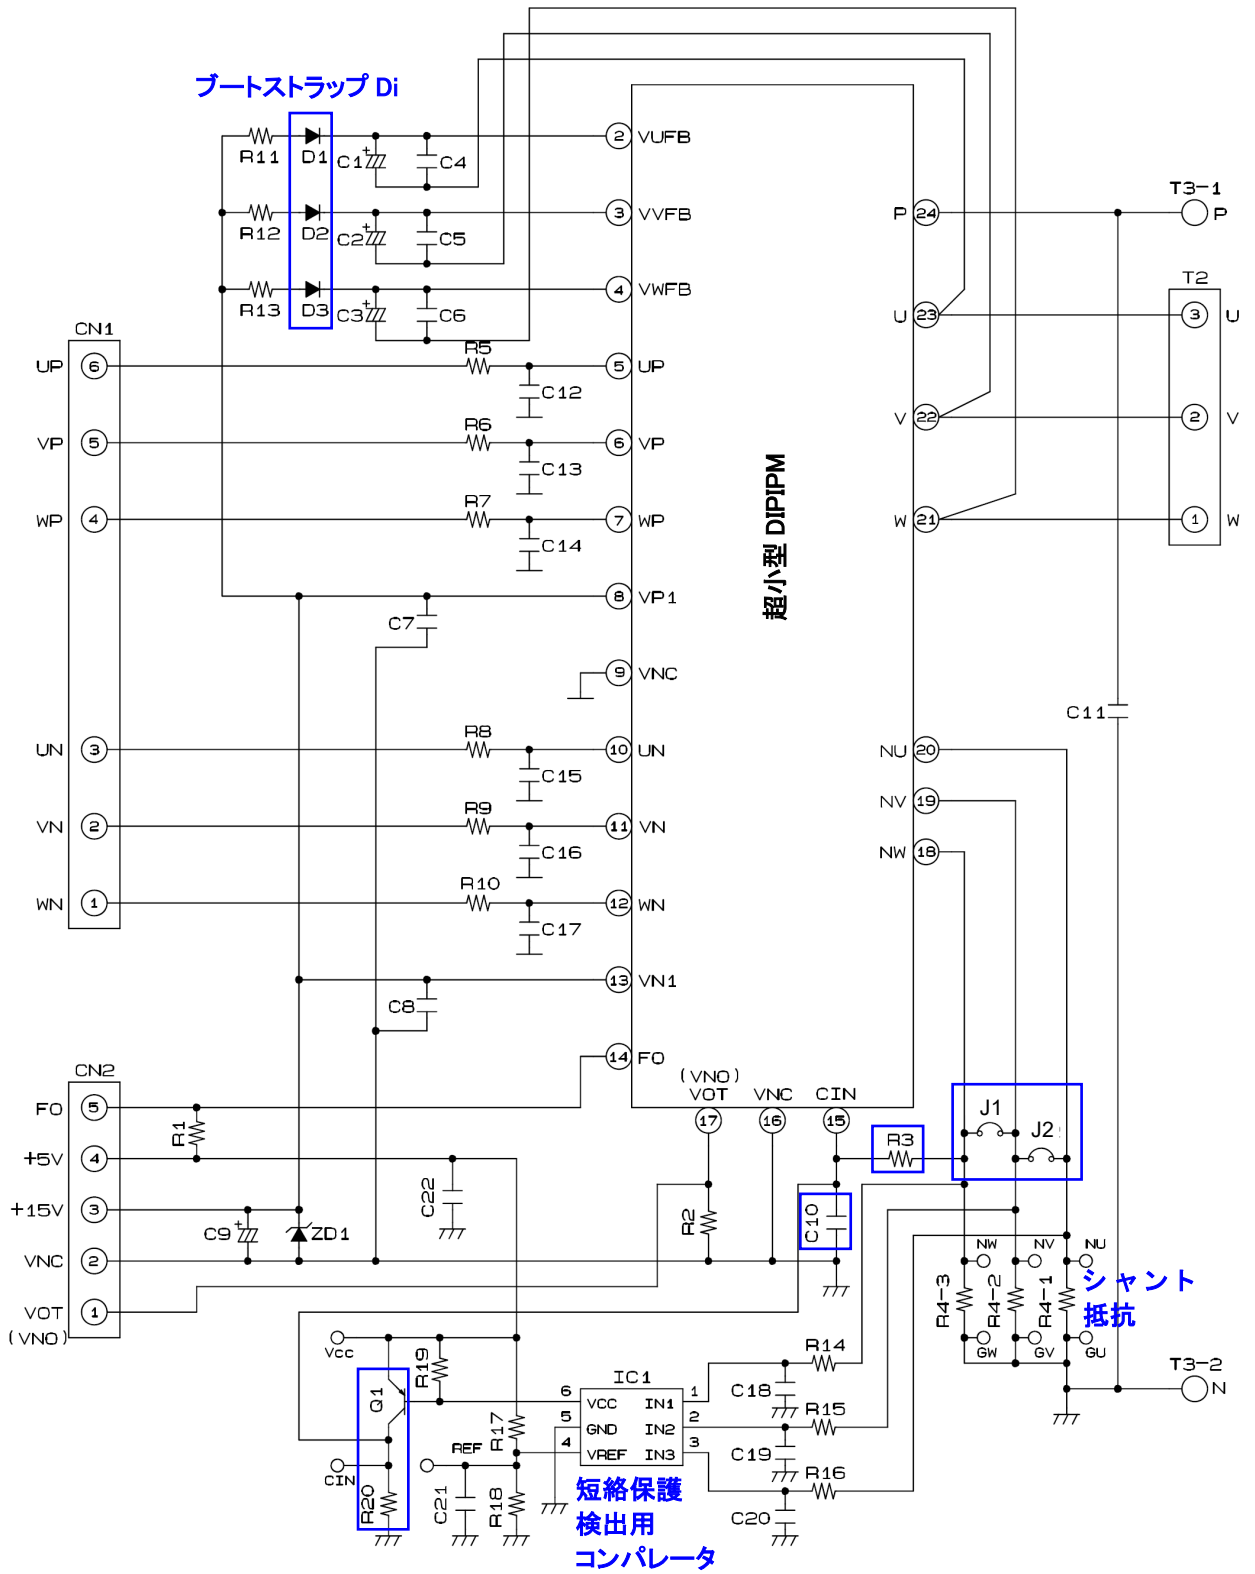 ブートストラップ Di
R11
D1
C1
+
C4
2
VUFB
R12
D2
C2
+
C5
3
VVFB
R13
D3
C3
+
C6
4
VWFB
P
24
T3-1
P
T2
U
23
3
U
V
22
2
V
W
21
1
W
超小型 DIPIPM
CN1
UP
6
R5
C12
5
UP
VP
5
R6
C13
6
VP
WP
4
R7
C14
7
WP
C7
8
VP1
9
VNC
C11
UN
3
R8
C15
10
UN
NU
20
VN
2
R9
C16
11
VN
NV
19
NW
18
WN
1
R10
C17
12
WN
C8
13
VN1
14
FO
CN2
FO
5
R1
+5V
4
C22
+15V
3
C9
+
ZD1
VNC
2
VOT
1
(VNO)
(VNO)
VOT
VNC
CIN
17
16
15
R2
C10
R3
J1
J2
NW
NV
NU
R4-3
R4-2
R4-1
シャント
抵抗
GW
GV
GU
T3-2
N
Vcc
R19
Q1
CIN
R20
REF
C21
R17
R18
IC1
6
VCC
IN1
1
5
GND
IN2
2
4
VREF
IN3
3
R14
C18
R15
C19
R16
C20
短絡保護
検出用
コンパレータ